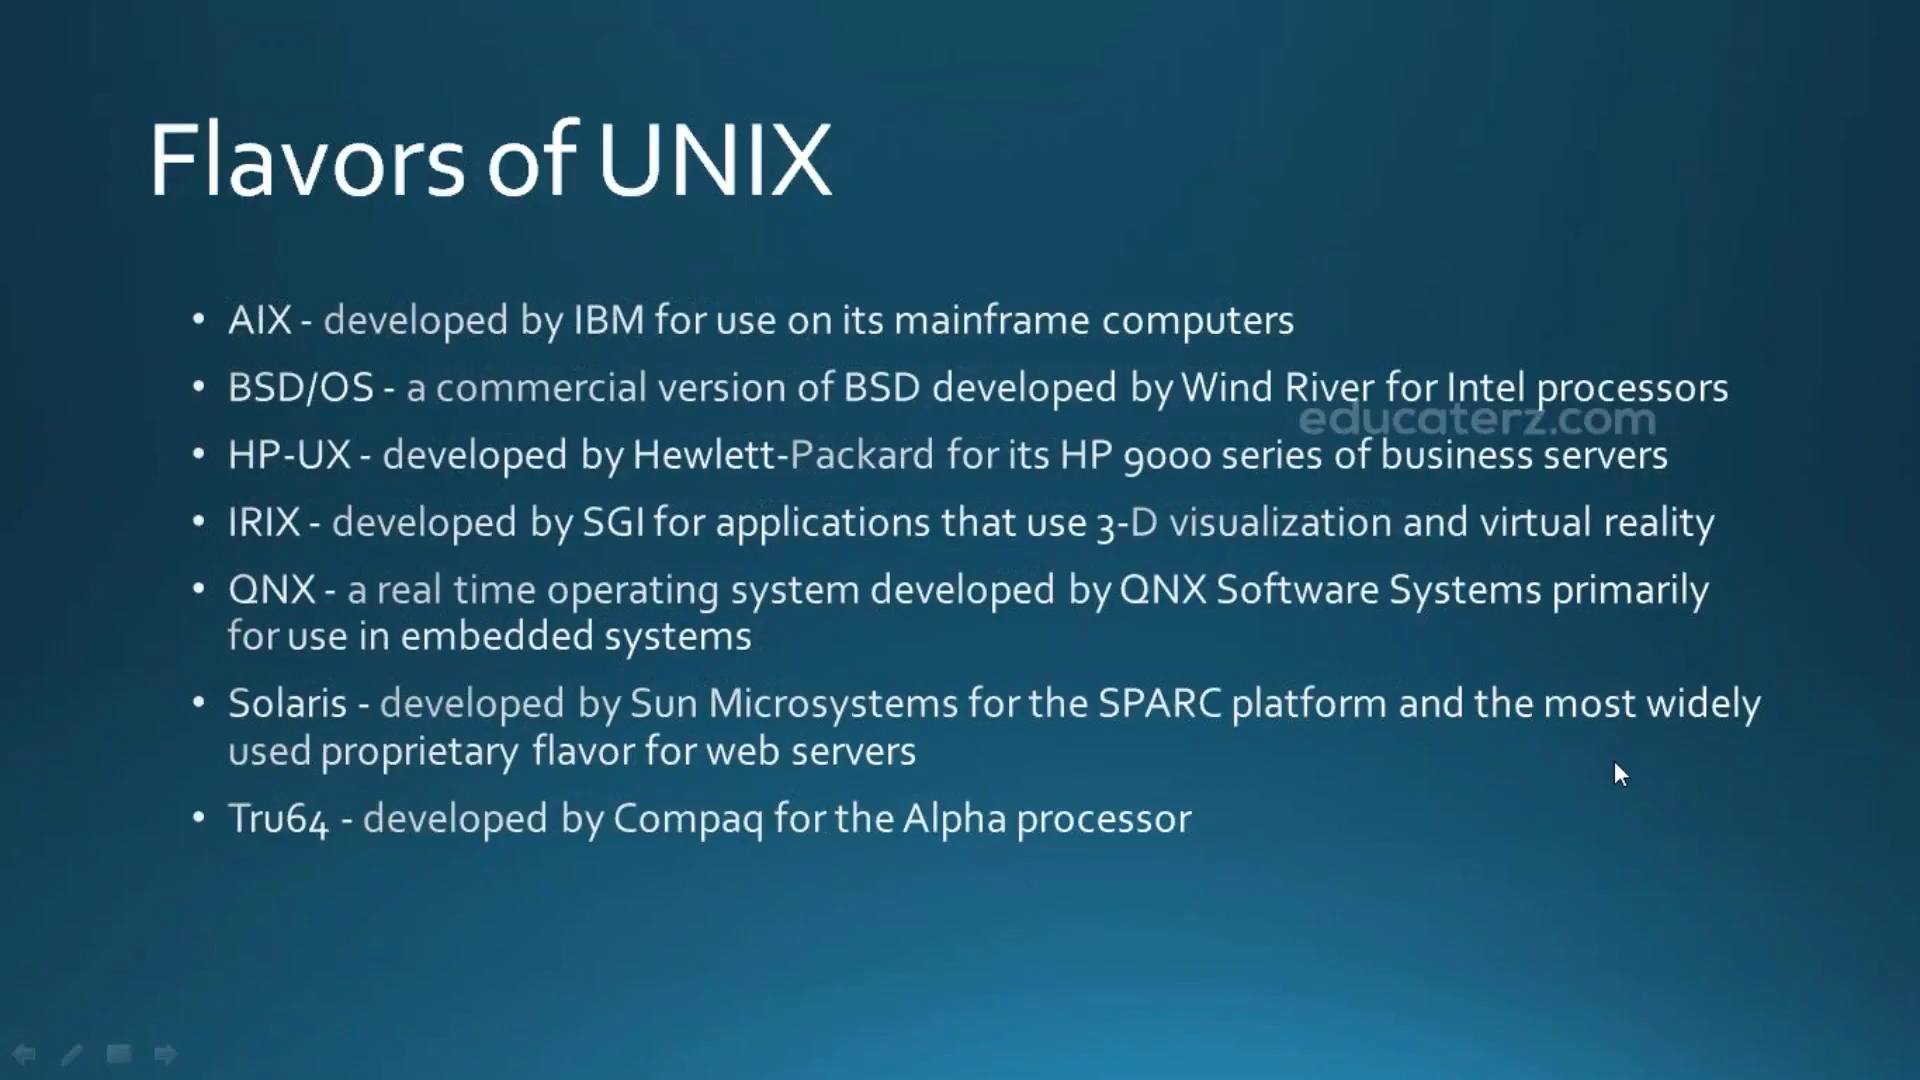 Flavors of UNIX
• AIX - developed by IBM for use on its mainframe computers
• BSD/OS - a commercial version of BSD developed by Wind River for Intel processors
educaterz.com
• HP-UX - developed by Hewlett-Packard for its HP 9000 series of business servers
• IRIX - developed by SGI for applications that use 3-D visualization and virtual reality
• QNX - a real time operating system developed by QNX Software Systems primarily
for use in embedded systems
• Solaris - developed by Sun Microsystems for the SPARC platform and the most widely
used proprietary flavor for web servers
• Tru64 - developed by Compaq for the Alpha processor